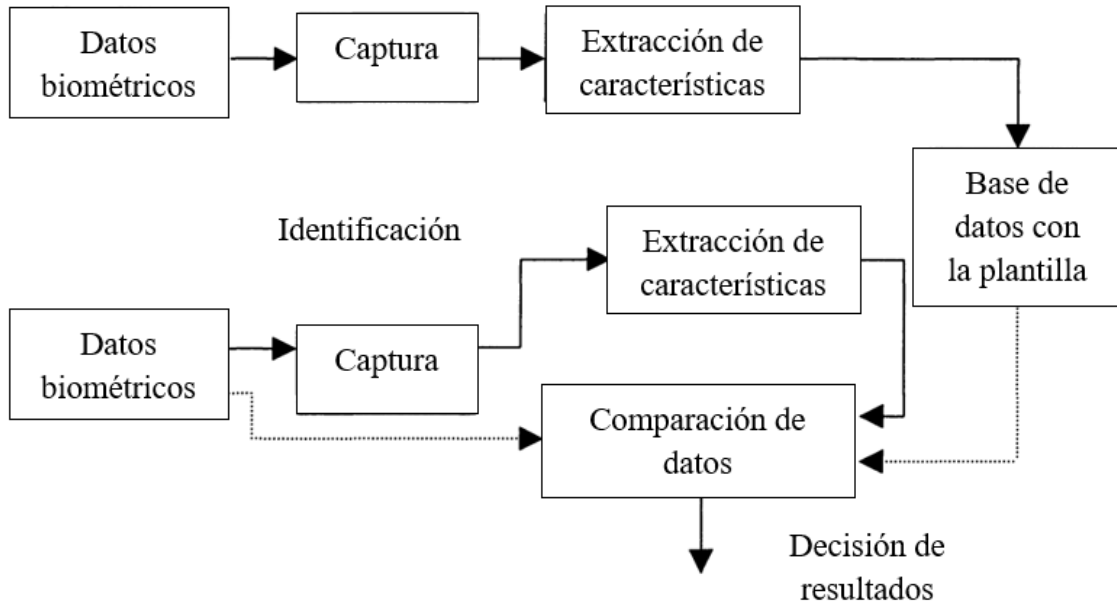 Datos
biométricos
Captura
Extracción de
características
Base de
datos con
la plantilla
Identificación
Extracción de
características
Datos
biométricos
Captura
Comparación de
datos
Decisión de
resultados